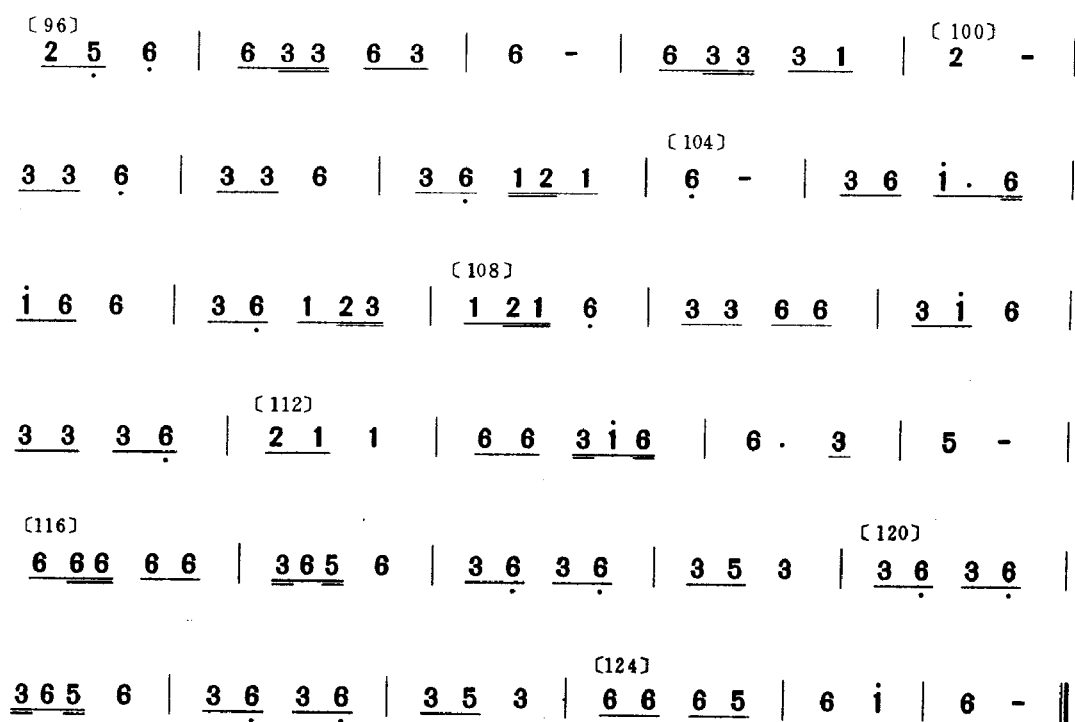 〔96〕 〔100〕
2 5̣ 6̣ | 6 3 3 6 3 | 6 - | 6 3 3 3 1 | 2 - |
〔104〕
3 3 6̣ | 3 3 6 | 3 6̣ 1 2 1 | 6̣ - | 3 6 i̇ · 6 |
〔108〕
i̇ 6 6 | 3 6̣ 1 2 3 | 1 2 1 6̣ | 3 3 6 6 | 3 i̇ 6 |
〔112〕
3 3 3 6̣ | 2 1 1 | 6 6 3 i̇ 6 | 6 · 3 | 5 - |
〔116〕 〔120〕
6 6 6 6 6 | 3 6 5 6 | 3 6̣ 3 6̣ | 3 5 3 | 3 6̣ 3 6̣ |
〔124〕
3 6 5 6 | 3 6̣ 3 6̣ | 3 5 3 | 6 6 6 5 | 6 i̇ | 6 - ‖